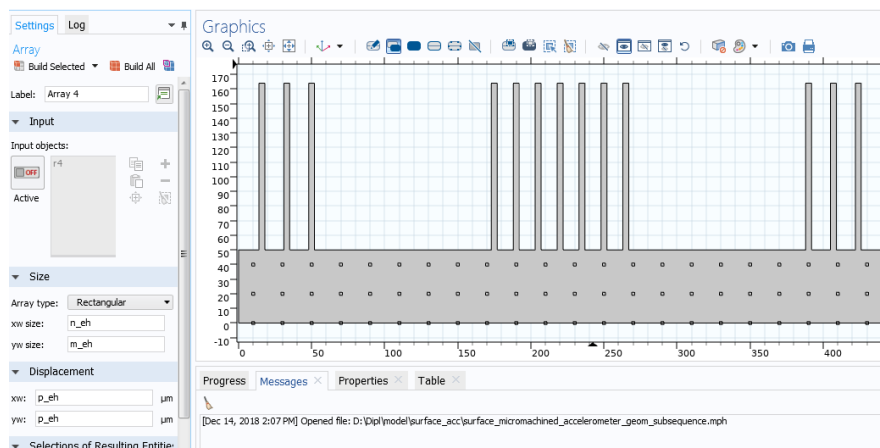 Settings Log
Array
Build Selected Build All
Label: Array 4
Input
Input objects:
r4
OFF
Active
Size
Array type: Rectangular
xw size: n_eh
yw size: m_eh
Displacement
xw: p_eh µm
yw: p_eh µm
Selections of Resulting Entitie
Graphics
170
160
150
140
130
120
110
100
90
80
70
60
50
40
30
20
10
0
-10
0 50 100 150 200 250 300 350 400
Progress Messages Properties Table
[Dec 14, 2018 2:07 PM] Opened file: D:\Dipl\model\surface_acc\surface_micromachined_accelerometer_geom_subsequence.mph